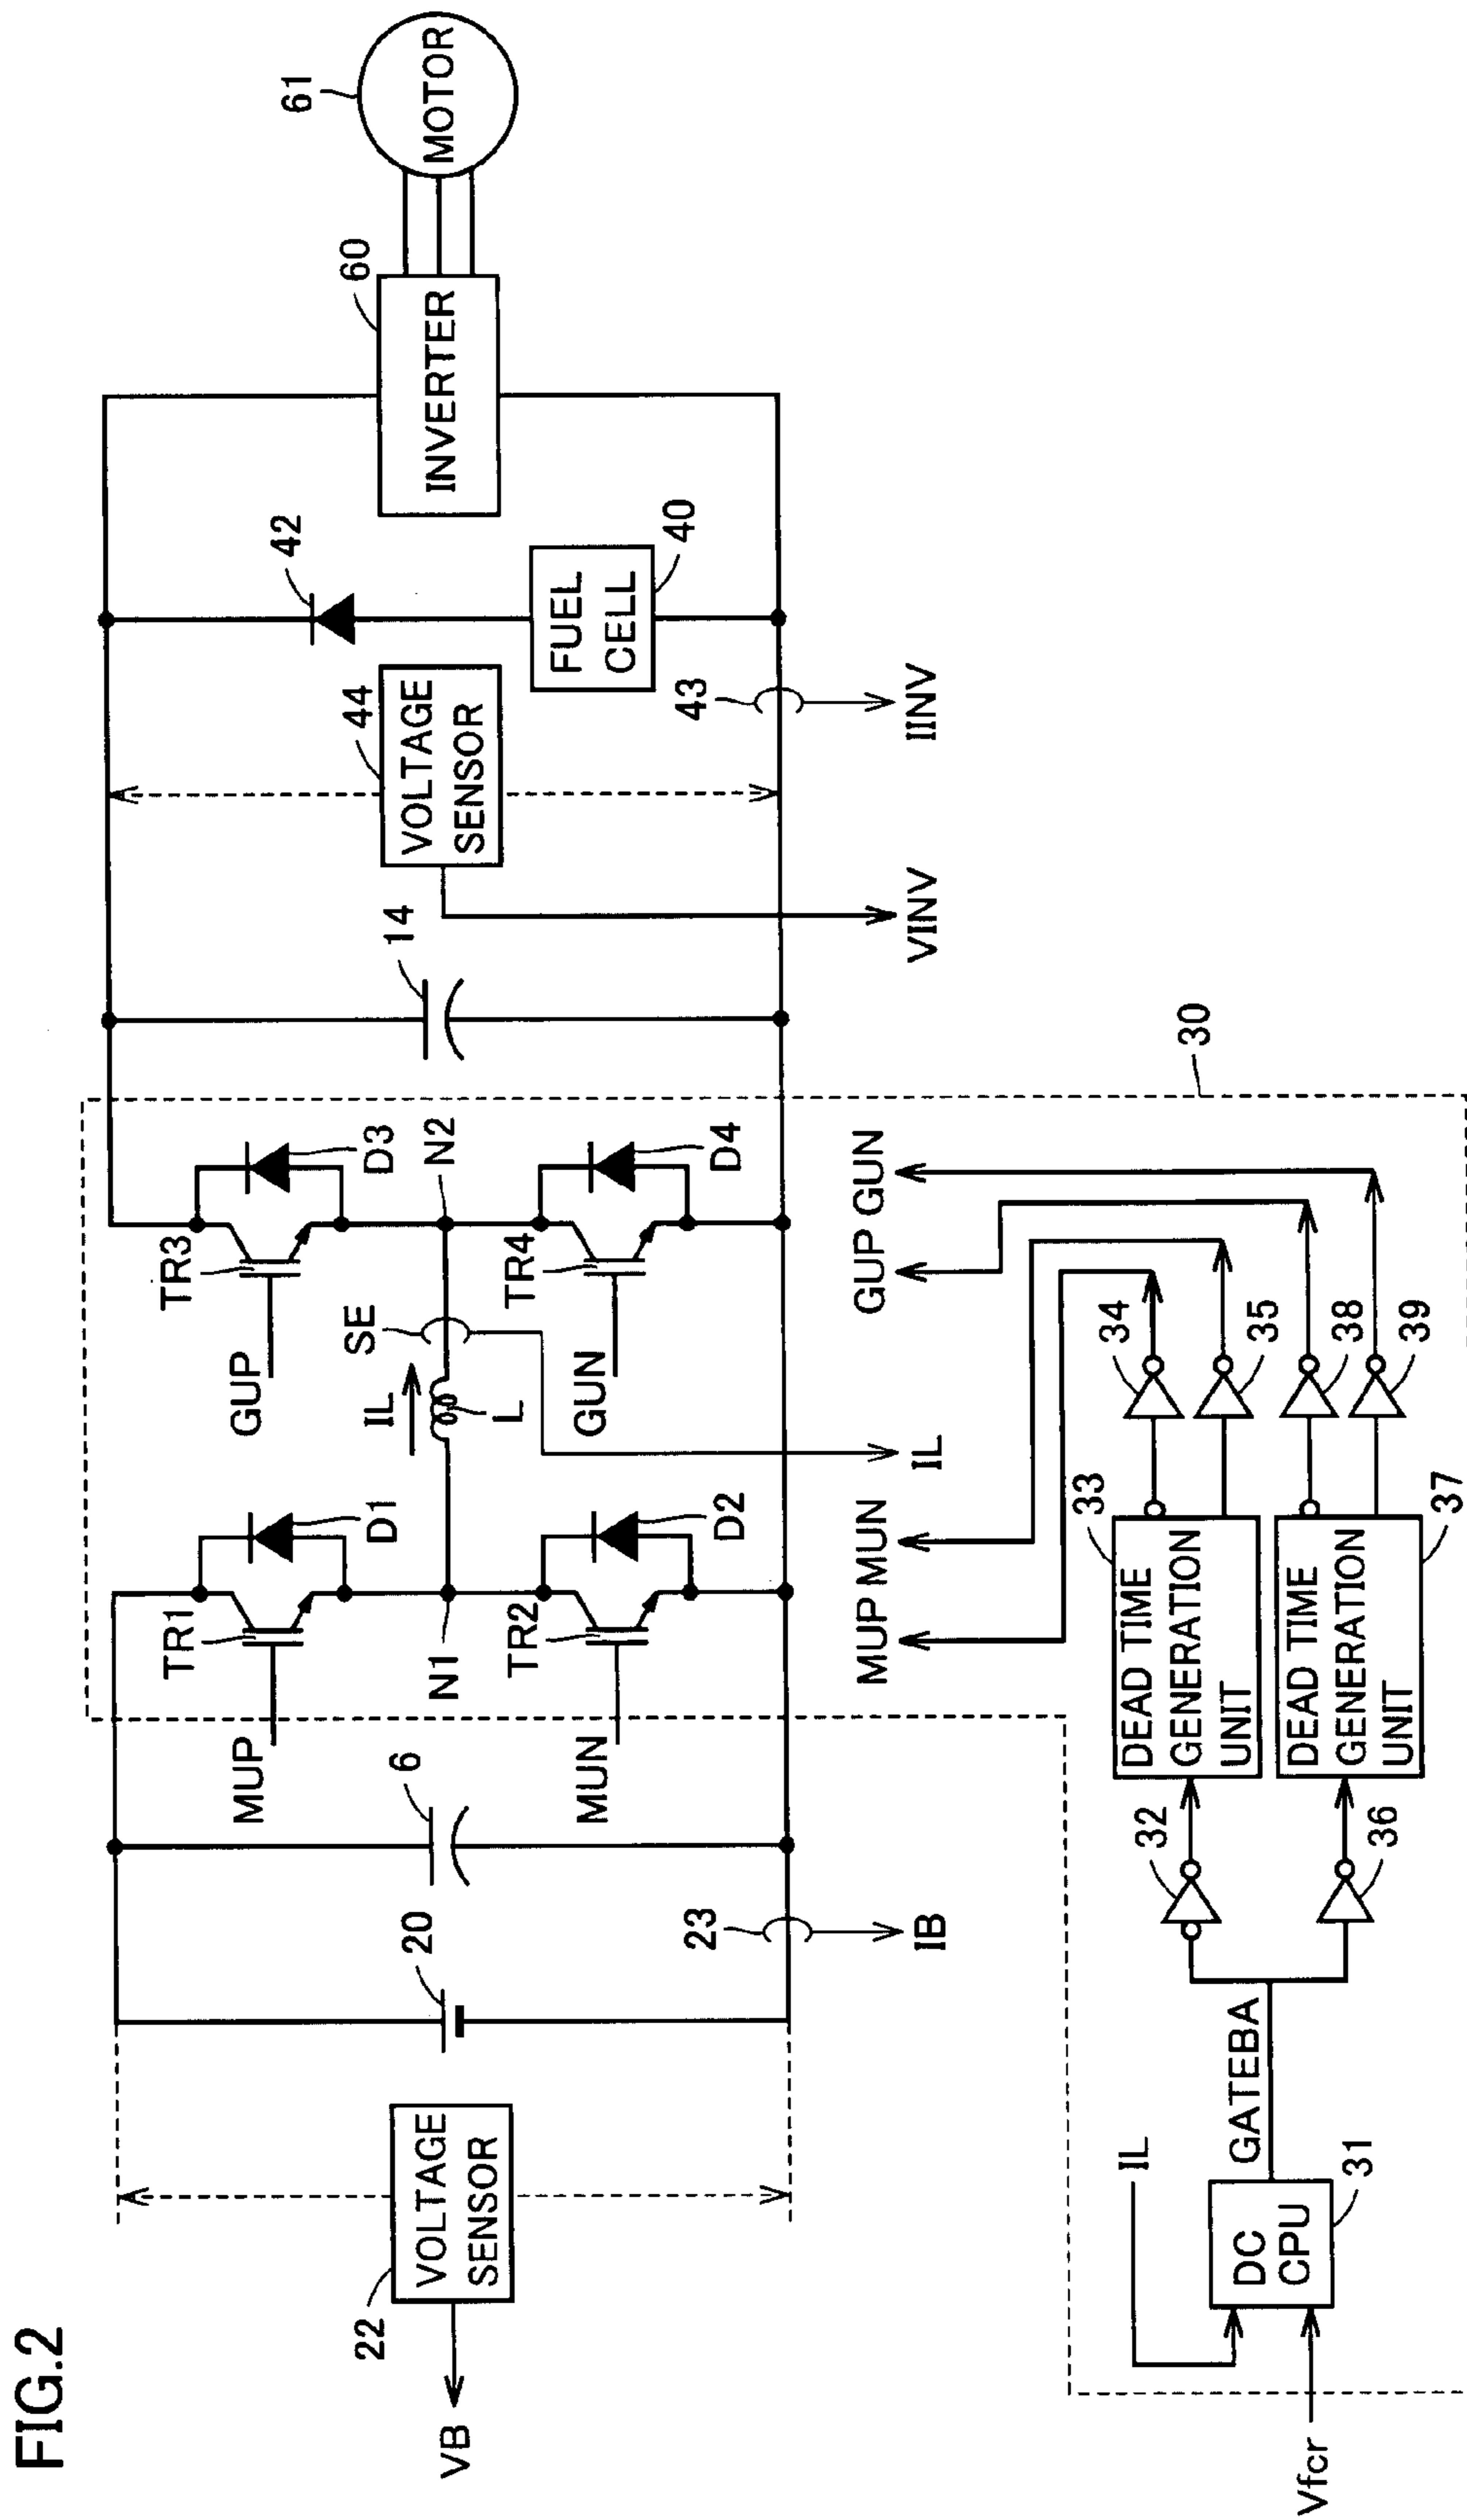 FIG.2
61
MOTOR
60
INVERTER
42
44
VOLTAGE
SENSOR
FUEL
CELL
40
43
IINV
VINV
14
TR3
D3
GUP
N2
TR4
D4
GUN
SE
IL
L
IL
TR1
D1
MUP
N1
TR2
D2
MUN
6
20
23
IB
22
VOLTAGE
SENSOR
VB
30
MUP
MUN
GUP
GUN
34
35
38
39
33
DEAD TIME
GENERATION
UNIT
37
DEAD TIME
GENERATION
UNIT
32
36
GATEBA
IL
DC
CPU
31
Vfcr